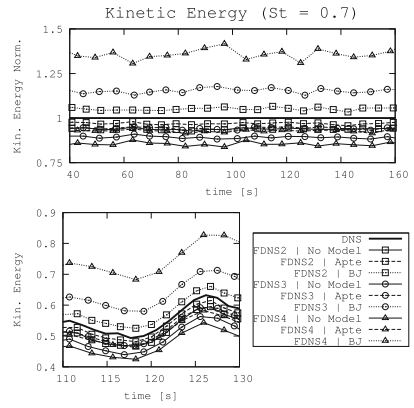 Kinetic Energy (St = 0.7)
Kin. Energy Norm.
1.5
1.25
1
0.75
40 60 80 100 120 140 160
time [s]
Kin. Energy
0.9
0.8
0.7
0.6
0.5
0.4
110 115 120 125 130
time [s]
DNS
FDNS2 | No Model
FDNS2 | Apte
FDNS2 | BJ
FDNS3 | No Model
FDNS3 | Apte
FDNS3 | BJ
FDNS4 | No Model
FDNS4 | Apte
FDNS4 | BJ